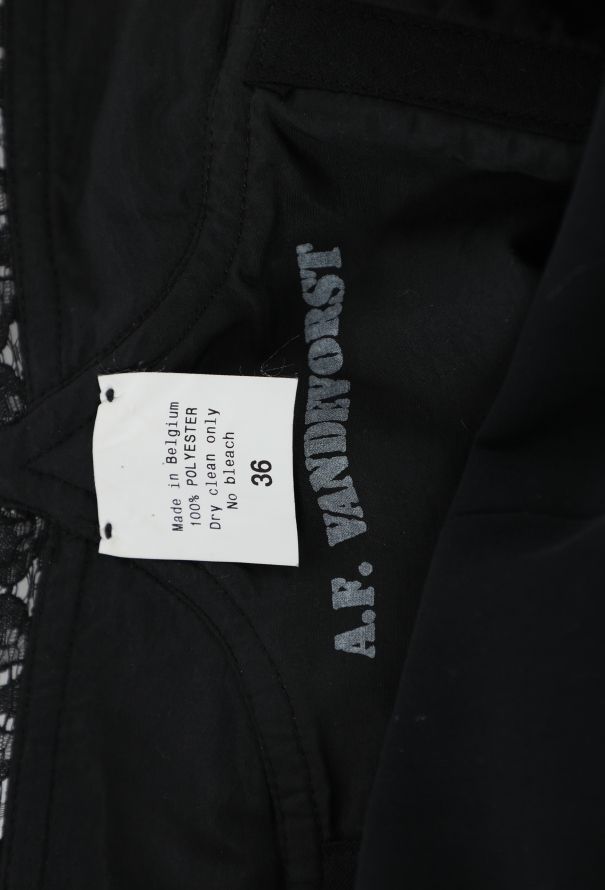 Made in Belgium
100% POLYESTER
Dry clean only
No bleach
36
A.F. VANDEVORST